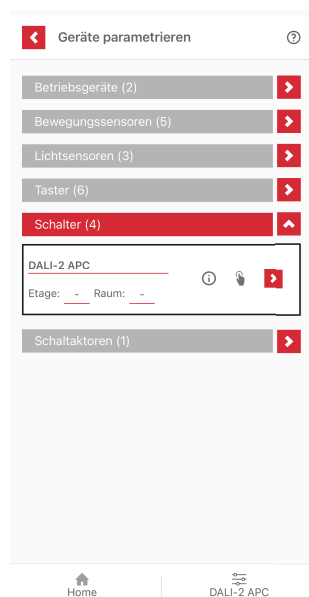 Geräte parametrieren
Betriebsgeräte (2)
Bewegungssensoren (5)
Lichtsensoren (3)
Taster (6)
Schalter (4)
DALI-2 APC
Etage: - Raum: -
Schaltaktoren (1)
Home DALI-2 APC